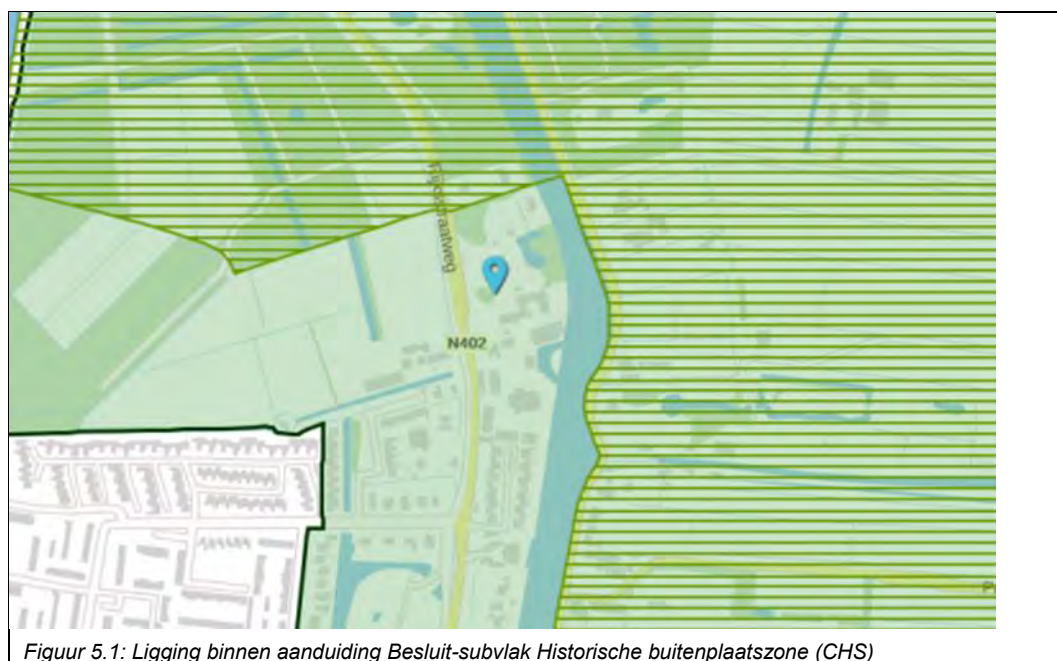 Rijksstraatweg
N402
P
Figuur 5.1: Ligging binnen aanduiding Besluit-subvlak Historische buitenplaatszone (CHS)